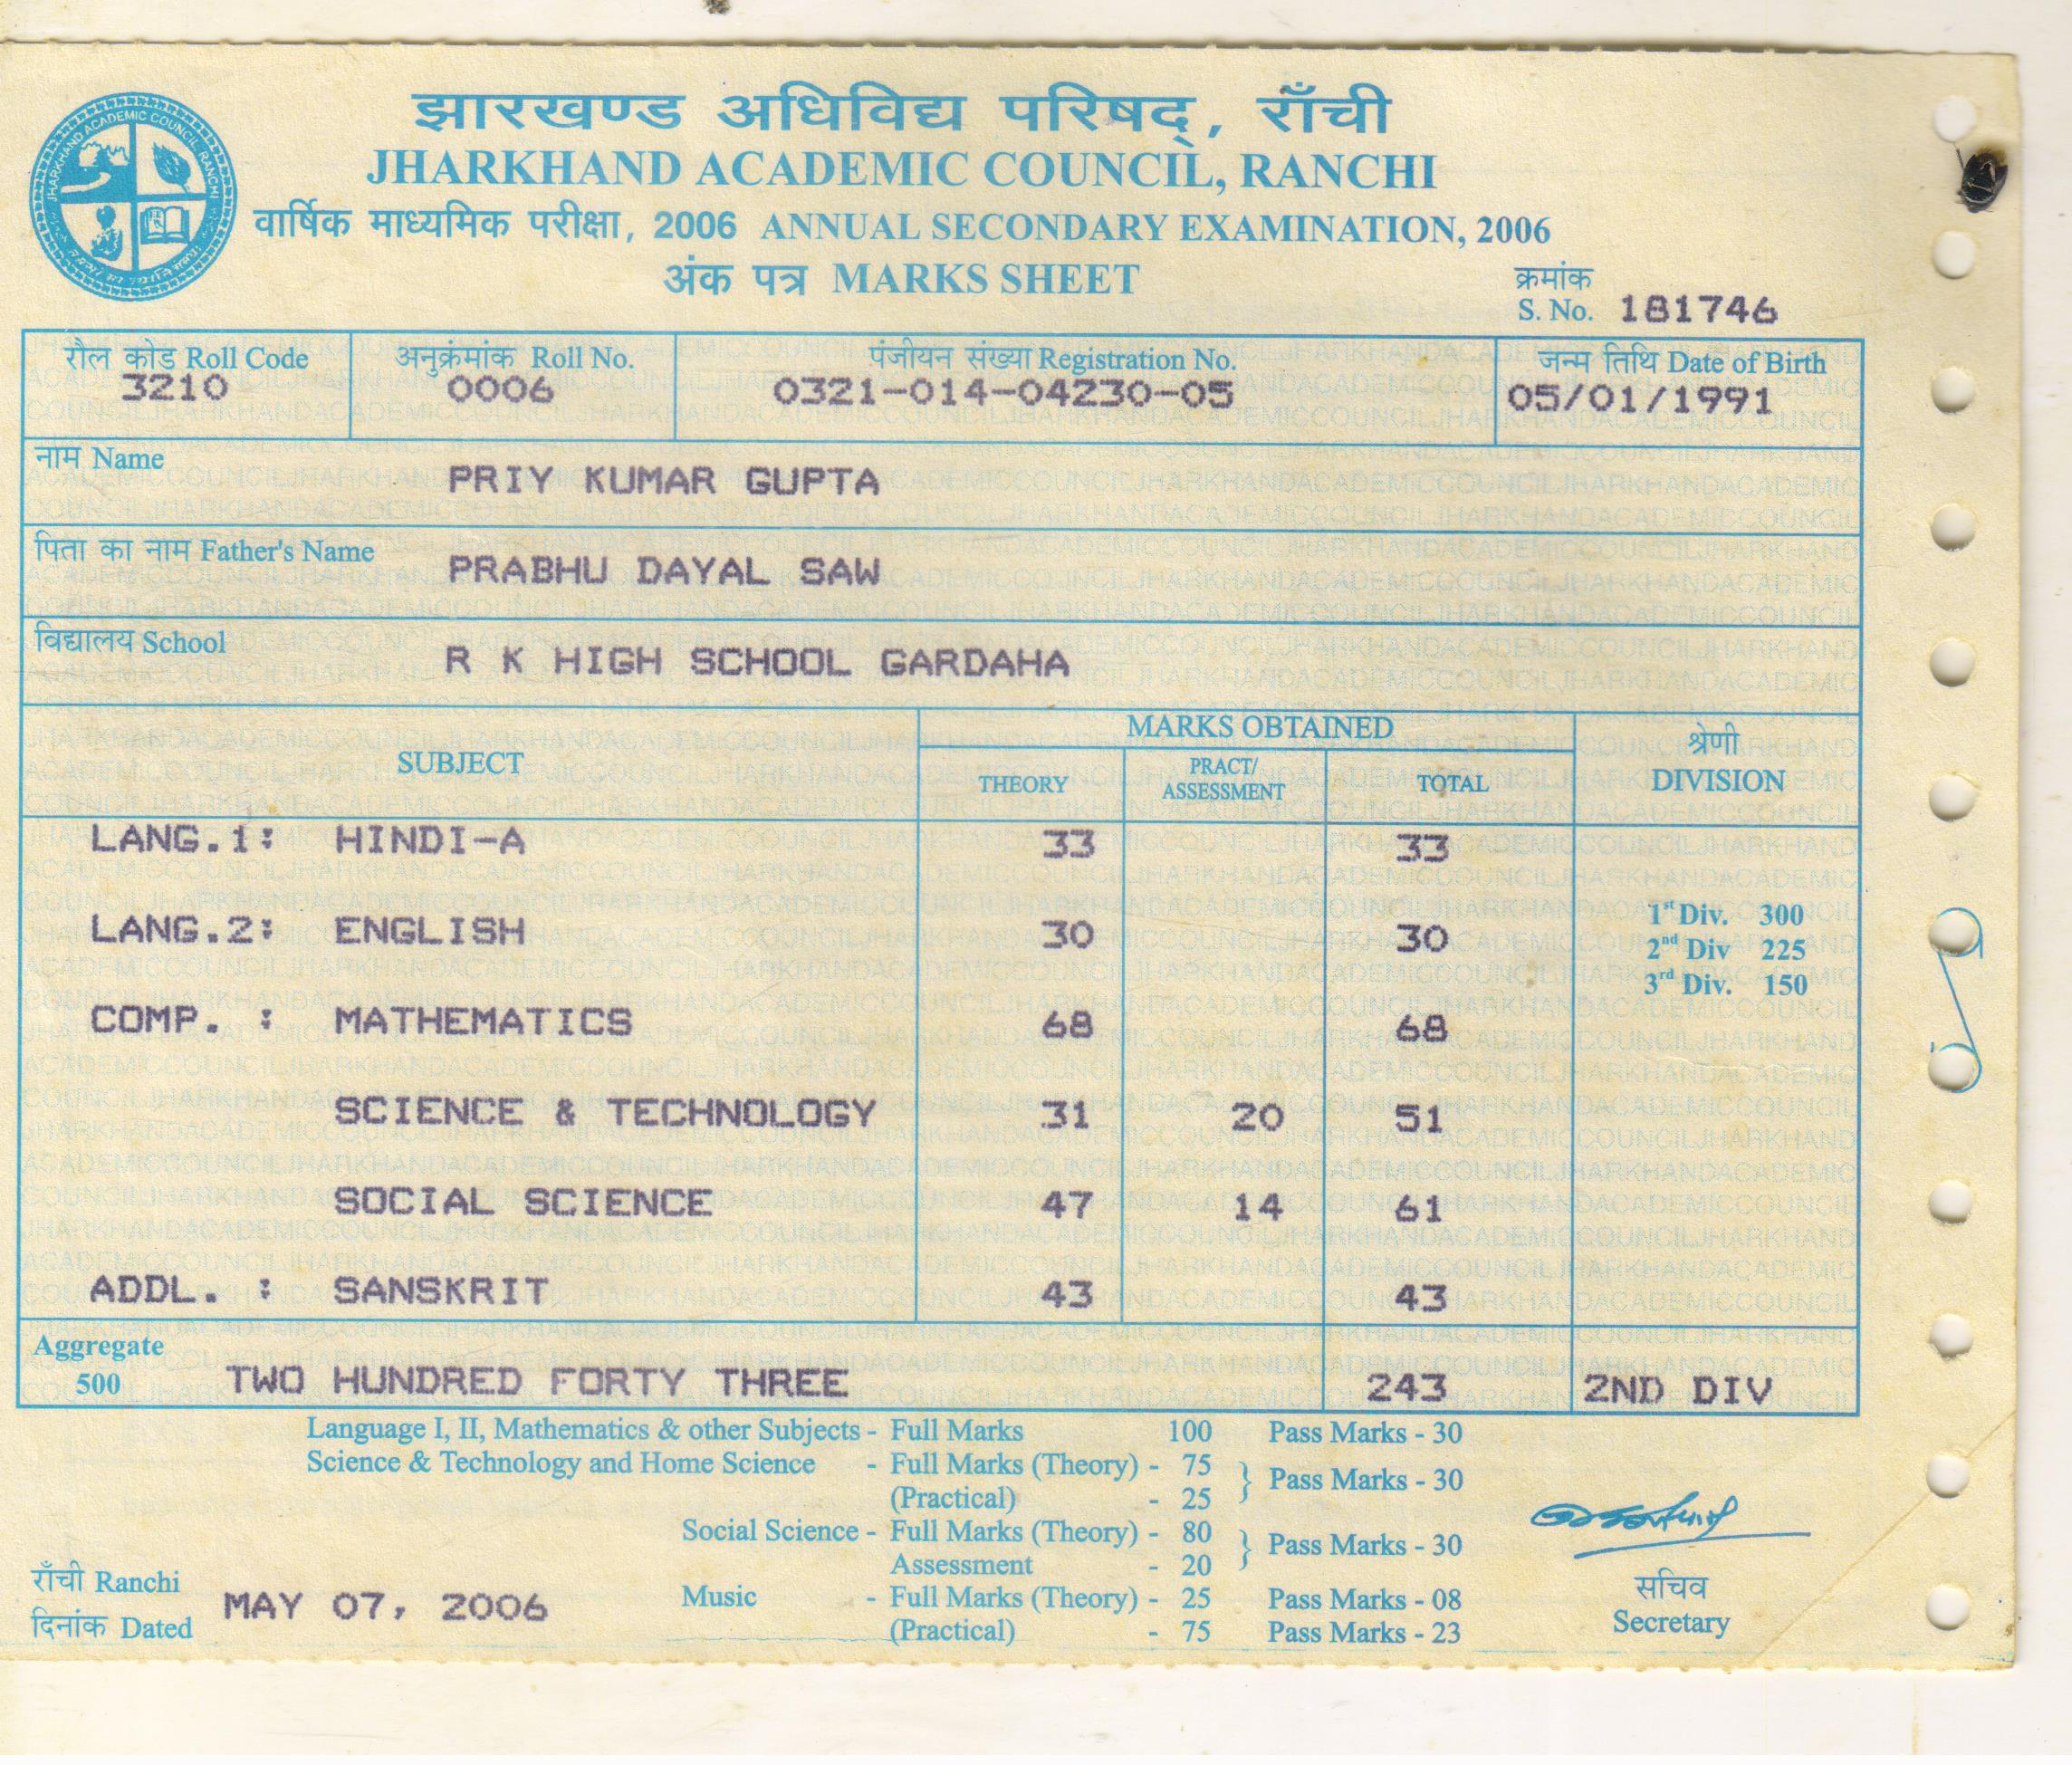 झारखण्ड अधिविद्य परिषद्, राँची
JHARKHAND ACADEMIC COUNCIL, RANCHI
वार्षिक माध्यमिक परीक्षा, 2006 ANNUAL SECONDARY EXAMINATION, 2006
अंक पत्र MARKS SHEET
JHARKHAND ACADEMIC COUNCIL RANCHI
क्रमांक
S. No. 181746
रौल कोड Roll Code अनुक्रंमांक Roll No. पंजीयन संख्या Registration No. जन्म तिथि Date of Birth
3210 0006 0321-014-04230-05 05/01/1991
नाम Name PRIY KUMAR GUPTA
पिता का नाम Father's Name PRABHU DAYAL SAW
विद्यालय School R K HIGH SCHOOL GARDAHA
SUBJECT MARKS OBTAINED श्रेणी
THEORY PRACT/ ASSESSMENT TOTAL DIVISION
LANG.1: HINDI-A 33 33
LANG.2: ENGLISH 30 30
COMP. : MATHEMATICS 68 68
SCIENCE & TECHNOLOGY 31 20 51
SOCIAL SCIENCE 47 14 61
ADDL. : SANSKRIT 43 43
1st Div. 300
2nd Div 225
3rd Div. 150
Aggregate
500 TWO HUNDRED FORTY THREE 243 2ND DIV
Language I, II, Mathematics & other Subjects - Full Marks 100 Pass Marks - 30
Science & Technology and Home Science - Full Marks (Theory) - 75
(Practical) - 25 } Pass Marks - 30
Social Science - Full Marks (Theory) - 80
Assessment - 20 } Pass Marks - 30
Music - Full Marks (Theory) - 25 Pass Marks - 08
(Practical) - 75 Pass Marks - 23
राँची Ranchi
दिनांक Dated MAY 07, 2006
सचिव
Secretary